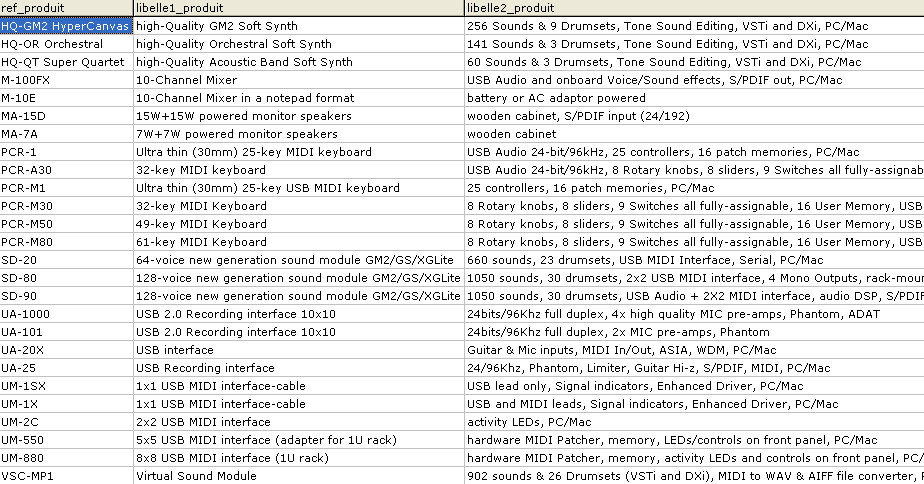 ref_produit libelle1_produit libelle2_produit
HQ-GM2 HyperCanvas high-Quality GM2 Soft Synth 256 Sounds & 9 Drumsets, Tone Sound Editing, VSTi and DXi, PC/Mac
HQ-OR Orchestral high-Quality Orchestral Soft Synth 141 Sounds & 3 Drumsets, Tone Sound Editing, VSTi and DXi, PC/Mac
HQ-QT Super Quartet high-Quality Acoustic Band Soft Synth 60 Sounds & 3 Drumsets, Tone Sound Editing, VSTi and DXi, PC/Mac
M-100FX 10-Channel Mixer USB Audio and onboard Voice/Sound effects, S/PDIF out, PC/Mac
M-10E 10-Channel Mixer in a notepad format battery or AC adaptor powered
MA-15D 15W+15W powered monitor speakers wooden cabinet, S/PDIF input (24/192)
MA-7A 7W+7W powered monitor speakers wooden cabinet
PCR-1 Ultra thin (30mm) 25-key MIDI keyboard USB Audio 24-bit/96kHz, 25 controllers, 16 patch memories, PC/Mac
PCR-A30 32-key MIDI keyboard USB Audio 24-bit/96kHz, 8 Rotary knobs, 8 sliders, 9 Switches all fully-assignab
PCR-M1 Ultra thin (30mm) 25-key USB MIDI keyboard 25 controllers, 16 patch memories, PC/Mac
PCR-M30 32-key MIDI Keyboard 8 Rotary knobs, 8 sliders, 9 Switches all fully-assignable, 16 User Memory, USB
PCR-M50 49-key MIDI Keyboard 8 Rotary knobs, 8 sliders, 9 Switches all fully-assignable, 16 User Memory, USB
PCR-M80 61-key MIDI Keyboard 8 Rotary knobs, 8 sliders, 9 Switches all fully-assignable, 16 User Memory, USB
SD-20 64-voice new generation sound module GM2/GS/XGLite 660 sounds, 23 drumsets, USB MIDI Interface, Serial, PC/Mac
SD-80 128-voice new generation sound module GM2/GS/XGLite 1050 sounds, 30 drumsets, 2x2 USB MIDI interface, 4 Mono Outputs, rack-moun
SD-90 128-voice new generation sound module GM2/GS/XGLite 1050 sounds, 30 drumsets, USB Audio + 2X2 MIDI interface, audio DSP, S/PDIF
UA-1000 USB 2.0 Recording interface 10x10 24bits/96Khz full duplex, 4x high quality MIC pre-amps, Phantom, ADAT
UA-101 USB 2.0 Recording interface 10x10 24bits/96Khz full duplex, 2x MIC pre-amps, Phantom
UA-20X USB interface Guitar & Mic inputs, MIDI In/Out, ASIA, WDM, PC/Mac
UA-25 USB Recording interface 24/96Khz, Phantom, Limiter, Guitar Hi-z, S/PDIF, MIDI, PC/Mac
UM-1SX 1x1 USB MIDI interface-cable USB lead only, Signal indicators, Enhanced Driver, PC/Mac
UM-1X 1x1 USB MIDI interface-cable USB and MIDI leads, Signal indicators, Enhanced Driver, PC/Mac
UM-2C 2x2 USB MIDI interface activity LEDs, PC/Mac
UM-550 5x5 USB MIDI interface (adapter for 1U rack) hardware MIDI Patcher, memory, LEDs/controls on front panel, PC/Mac
UM-880 8x8 USB MIDI interface (1U rack) hardware MIDI Patcher, memory, activity LEDs and controls on front panel, PC/
VSC-MP1 Virtual Sound Module 902 sounds & 26 Drumsets (VSTi and DXi), MIDI to WAV & AIFF file converter,